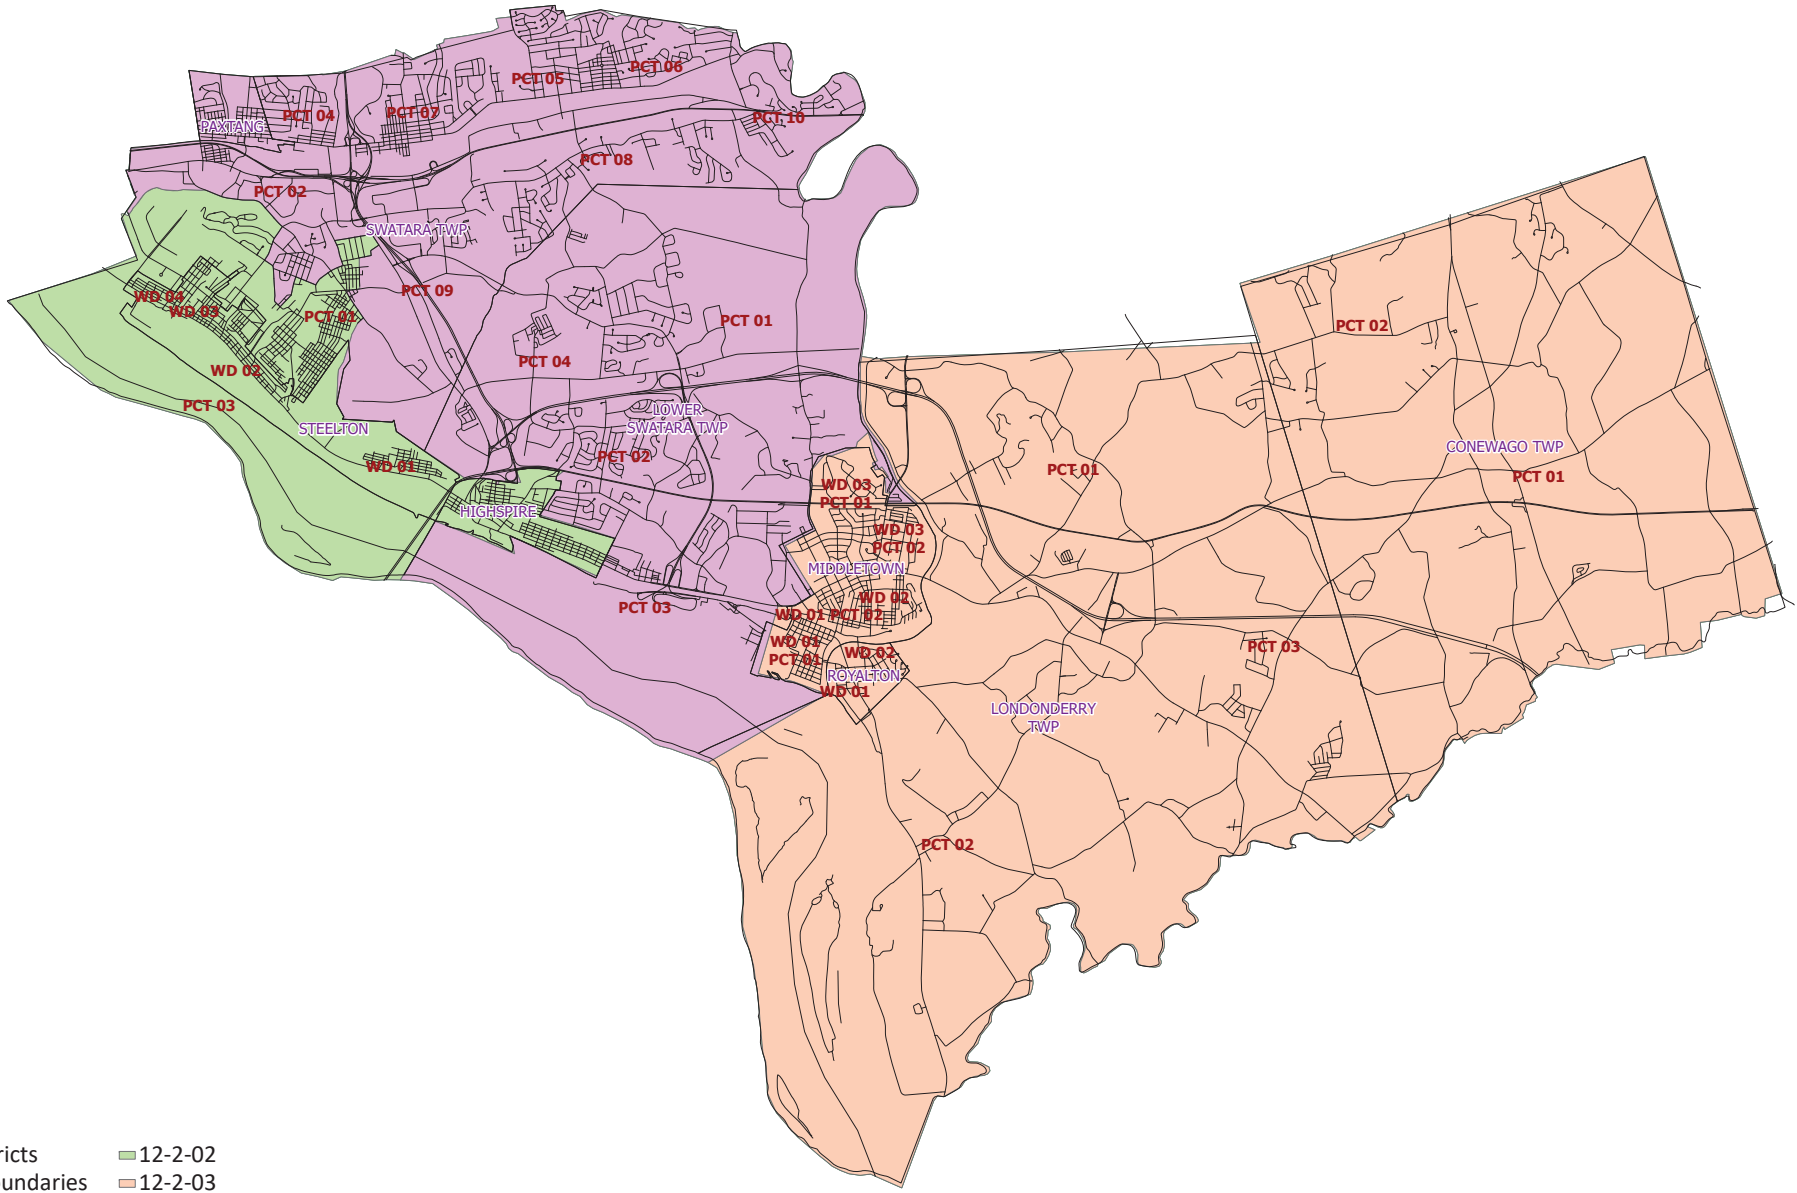 PCT 05
PCT 06
PCT 04
PCT 07
PCT 10
PAXTANG
PCT 08
PCT 02
SWATARA TWP
PCT 09
WD 04
WD 03
PCT 01
PCT 01
PCT 02
PCT 04
WD 02
PCT 03
LOWER
SWATARA TWP
STEELTON
CONEWAGO TWP
PCT 02
WD 01
PCT 01
PCT 01
WD 03
PCT 01
HIGHSPIRE
WD 03
PCT 02
MIDDLETOWN
WD 02
PCT 03
WD 01 PCT 02
WD 01
PCT 01
WD 02
PCT 03
ROYALTON
WD 01
LONDONDERRY
TWP
PCT 02
ricts
12-2-02
undaries
12-2-03